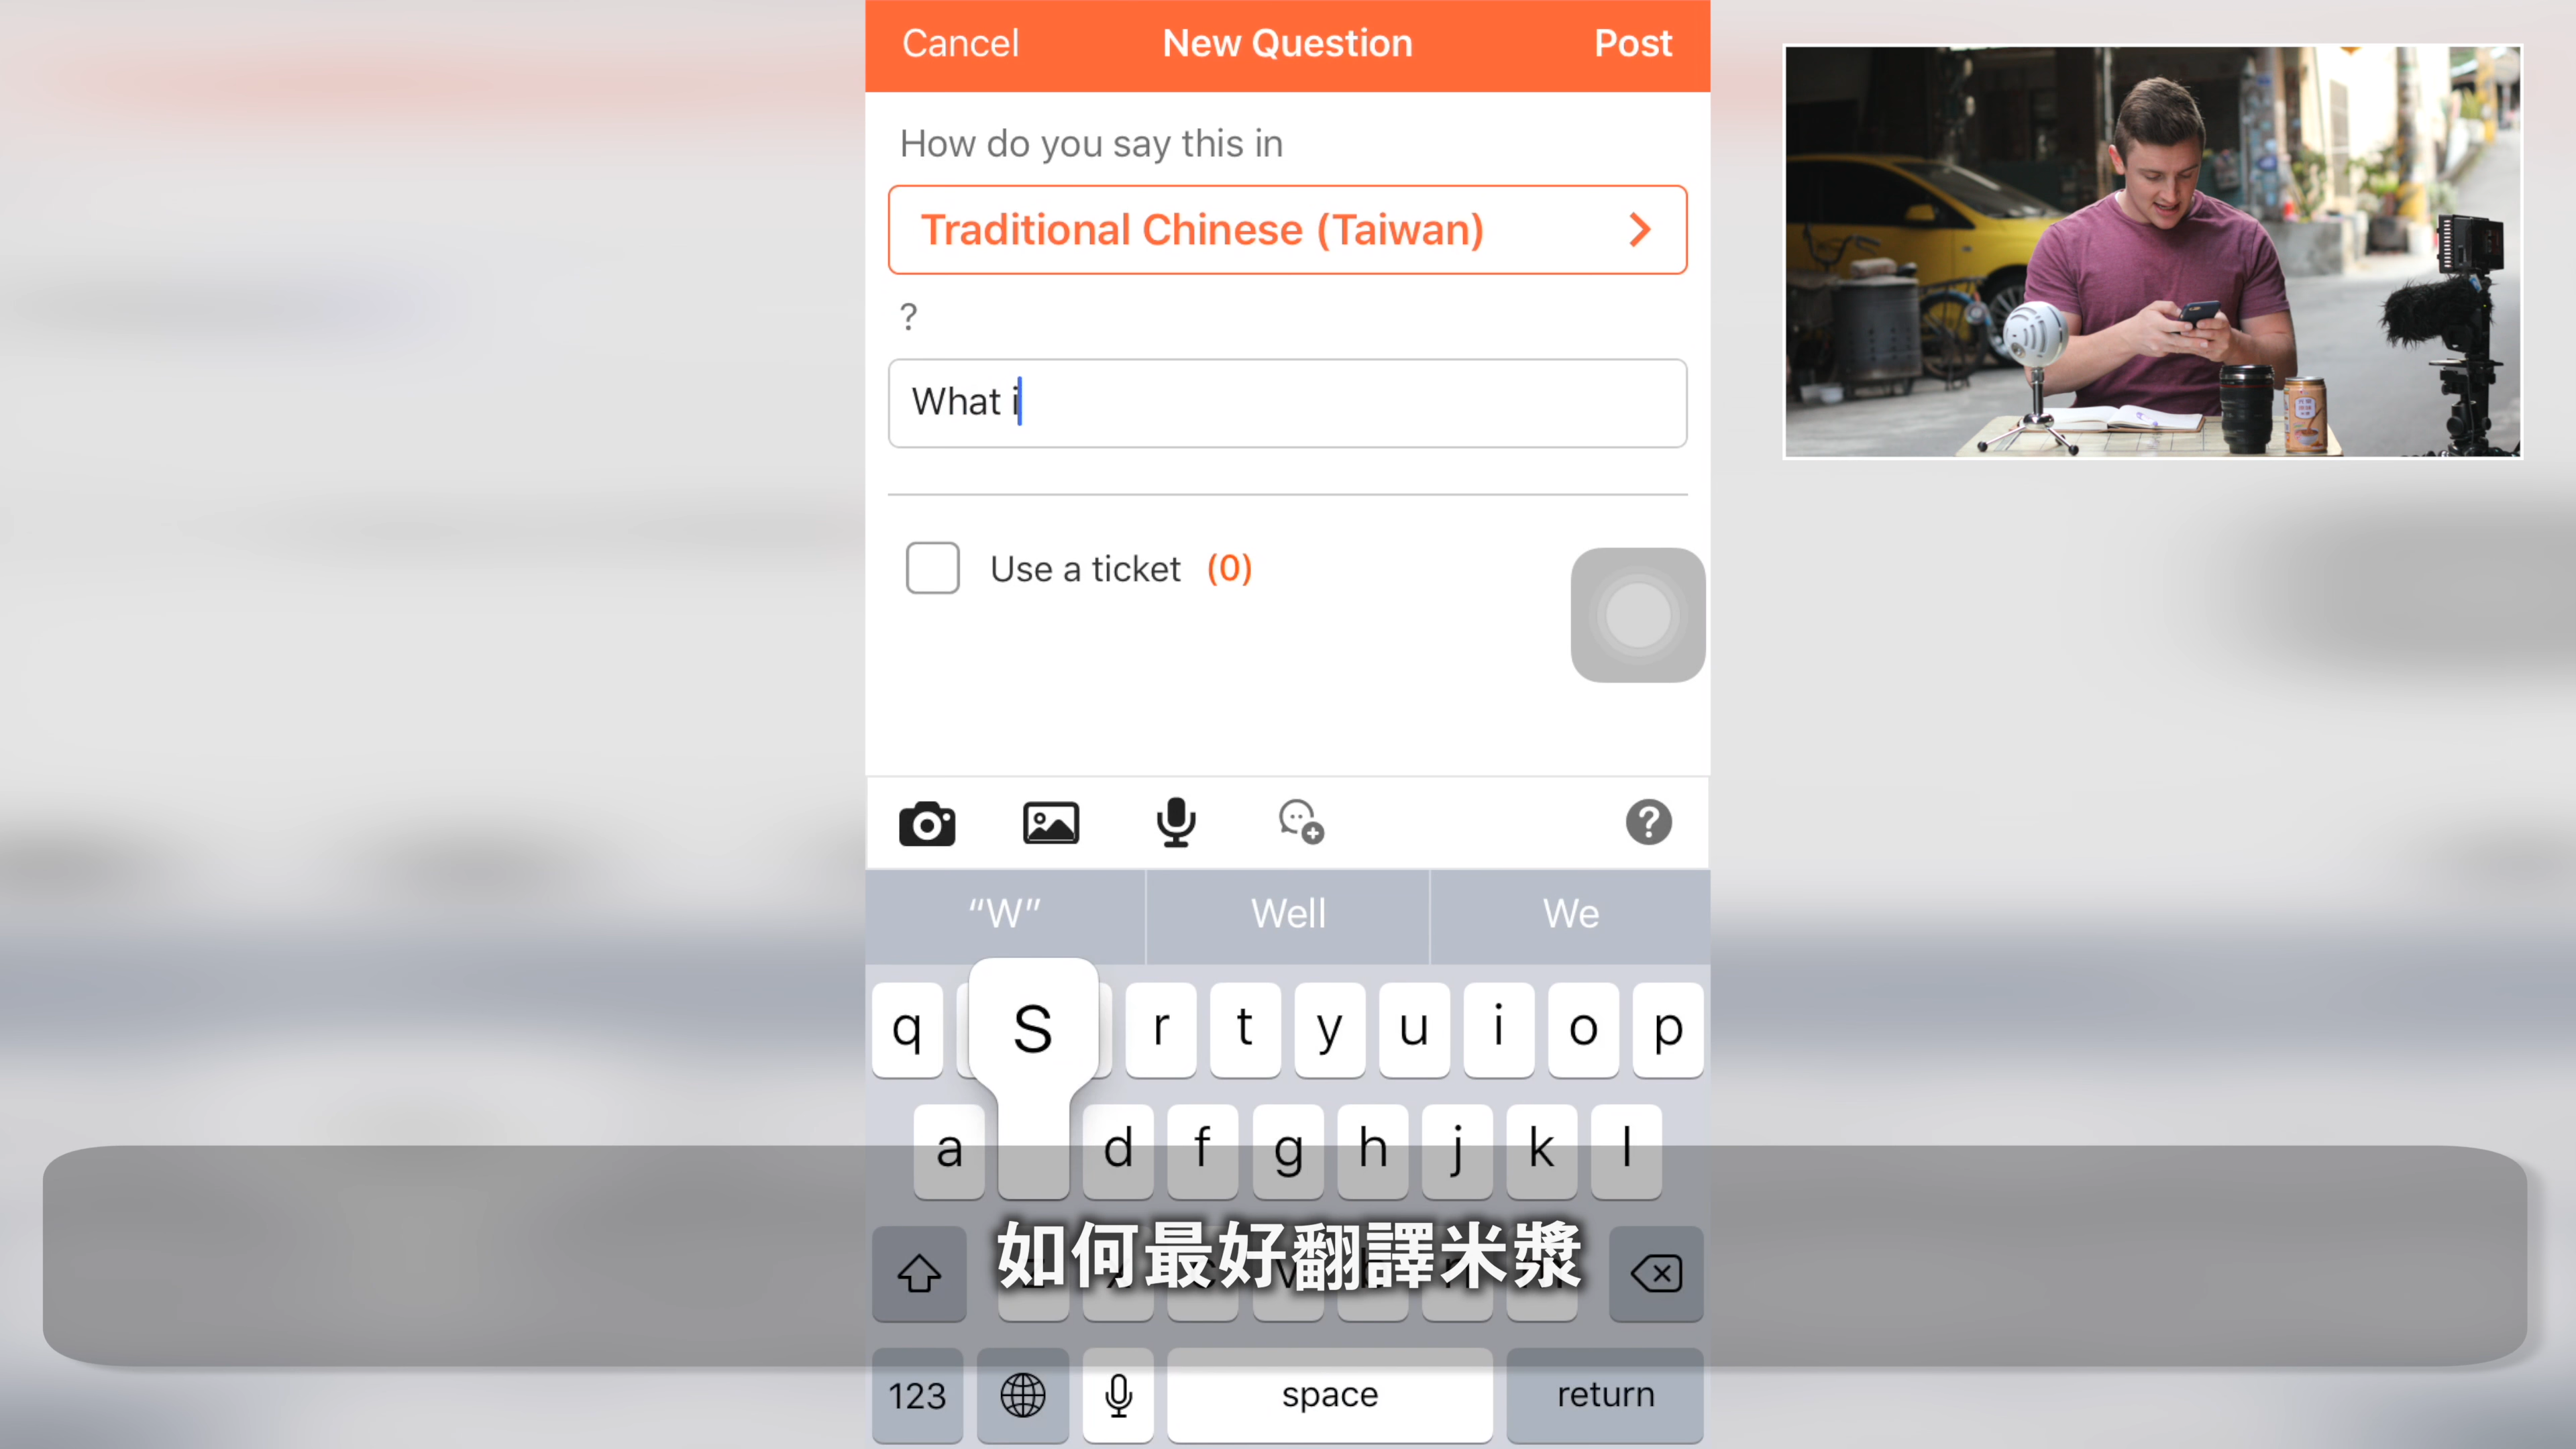 Cancel New Question Post
How do you say this in
Traditional Chinese (Taiwan)
?
What i
Use a ticket (0)
“W” Well We
q S r t y u i o p
a d f g h j k l
如何最好翻譯米漿
123 space return